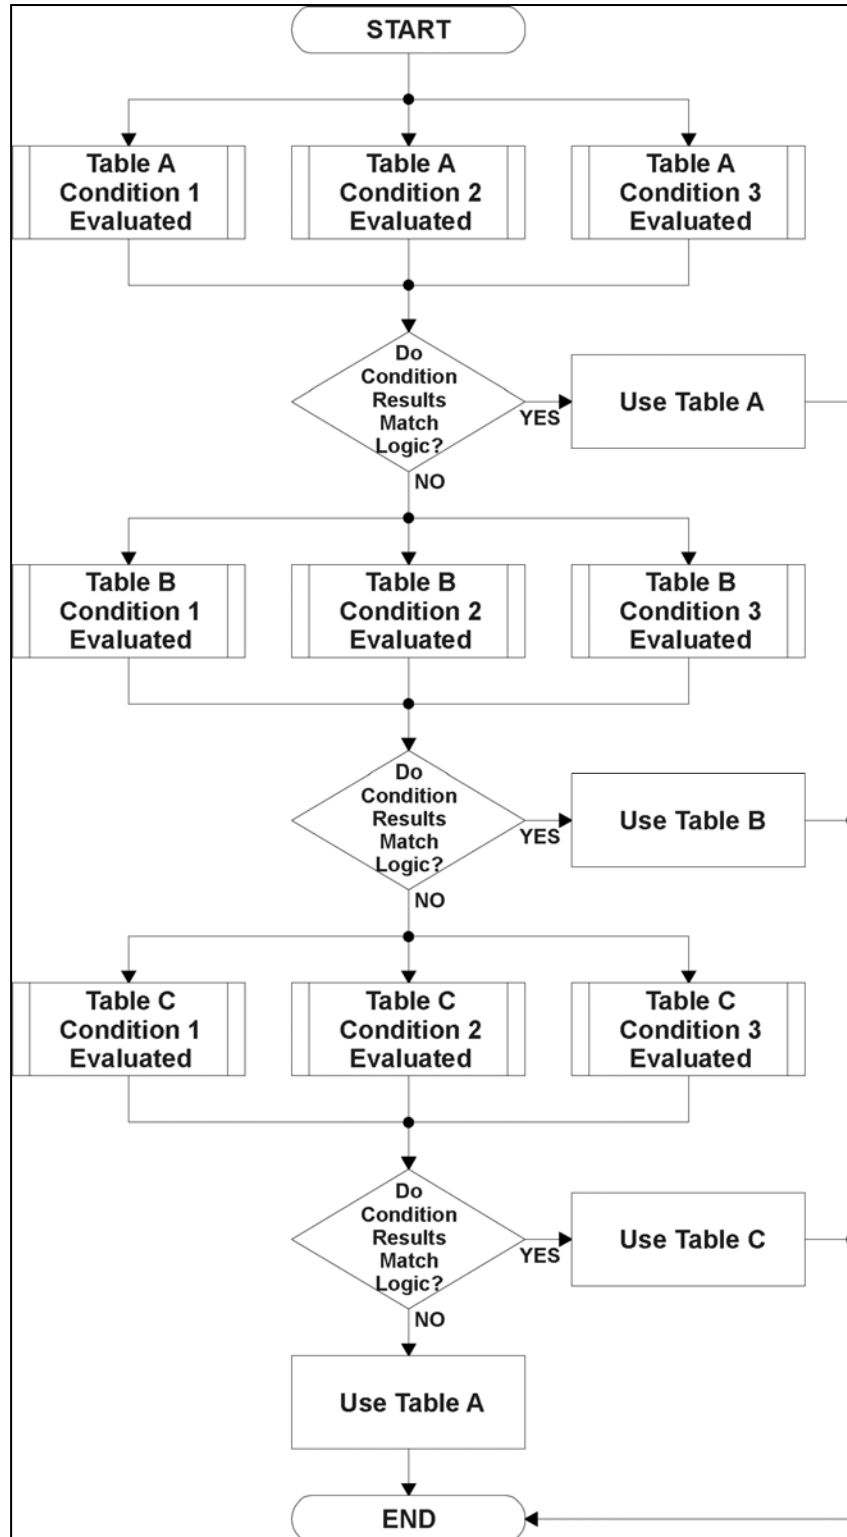 START
Table A
Condition 1
Evaluated
Table A
Condition 2
Evaluated
Table A
Condition 3
Evaluated
Do
Condition
Results
Match
Logic?
YES
Use Table A
NO
Table B
Condition 1
Evaluated
Table B
Condition 2
Evaluated
Table B
Condition 3
Evaluated
Do
Condition
Results
Match
Logic?
YES
Use Table B
NO
Table C
Condition 1
Evaluated
Table C
Condition 2
Evaluated
Table C
Condition 3
Evaluated
Do
Condition
Results
Match
Logic?
YES
Use Table C
NO
Use Table A
END